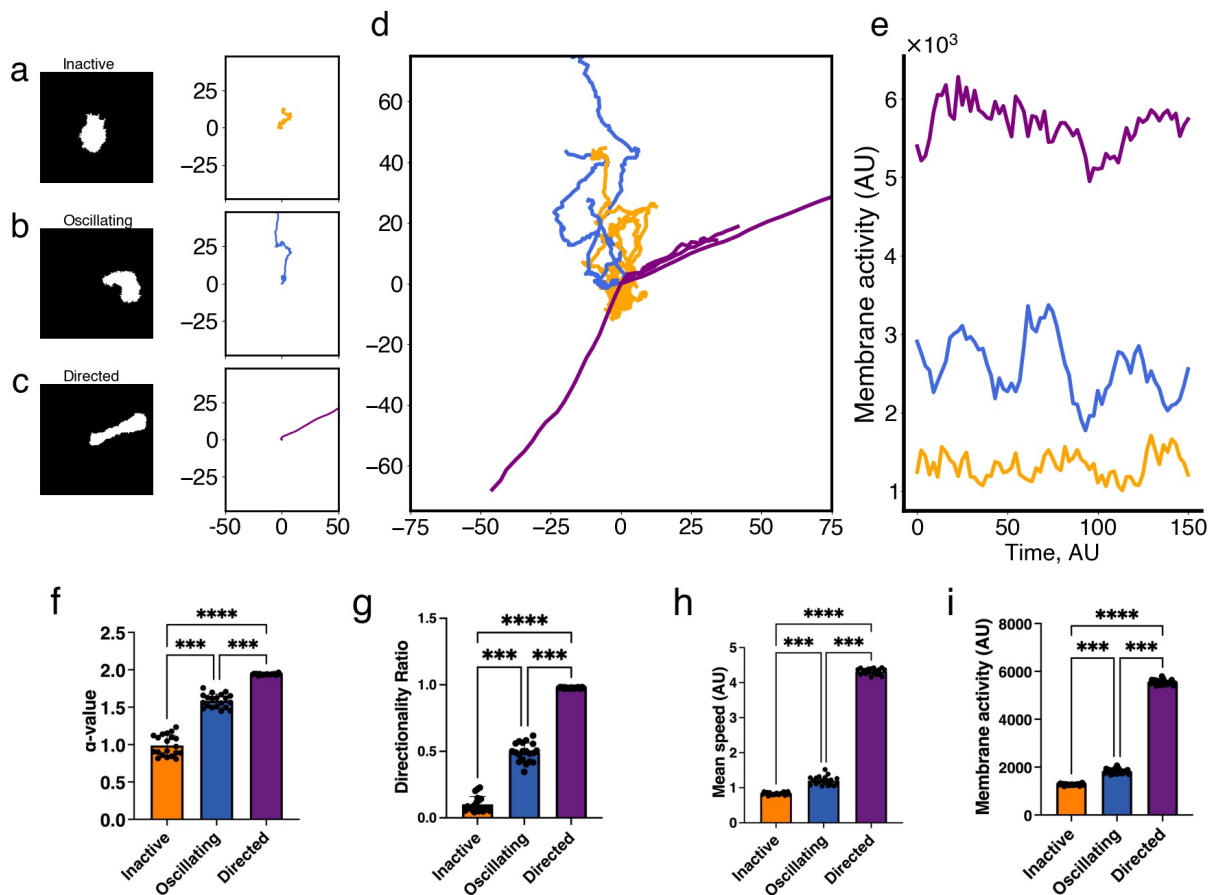 a
Inactive
25
0
−25
b
Oscillating
25
0
−25
c
Directed
25
0
−25
-50
0
50
d
60
40
20
0
−20
−40
−60
−75
−50
−25
0
25
50
75
e
×10³
Membrane activity (AU)
6
5
4
3
2
1
0
50
100
150
Time, AU
f
α-value
2.5
2.0
1.5
1.0
0.5
0.0
****
***
***
Inactive
Oscillating
Directed
g
Directionality Ratio
1.5
1.0
0.5
0.0
****
***
***
Inactive
Oscillating
Directed
h
Mean speed (AU)
5
4
3
2
1
0
****
***
***
Inactive
Oscillating
Directed
i
Membrane activity (AU)
8000
6000
4000
2000
0
****
***
***
Inactive
Oscillating
Directed